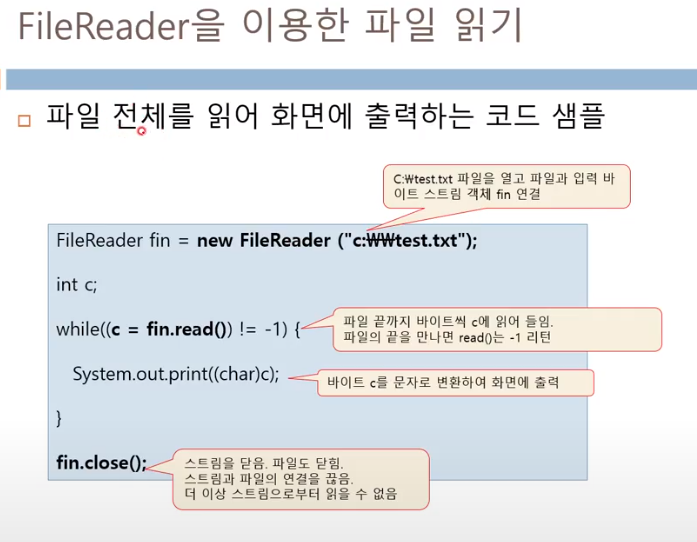 FileReader을 이용한 파일 읽기
파일 전체를 읽어 화면에 출력하는 코드 샘플
C:₩test.txt 파일을 열고 파일과 입력 바
이트 스트림 객체 fin 연결
FileReader fin = new FileReader ("c:₩₩test.txt");
int c;
while((c = fin.read()) != -1) {
파일 끝까지 바이트씩 c에 읽어 들임.
파일의 끝을 만나면 read()는 -1 리턴
System.out.print((char)c);
바이트 c를 문자로 변환하여 화면에 출력
}
fin.close();
스트림을 닫음. 파일도 닫힘.
스트림과 파일의 연결을 끊음.
더 이상 스트림으로부터 읽을 수 없음